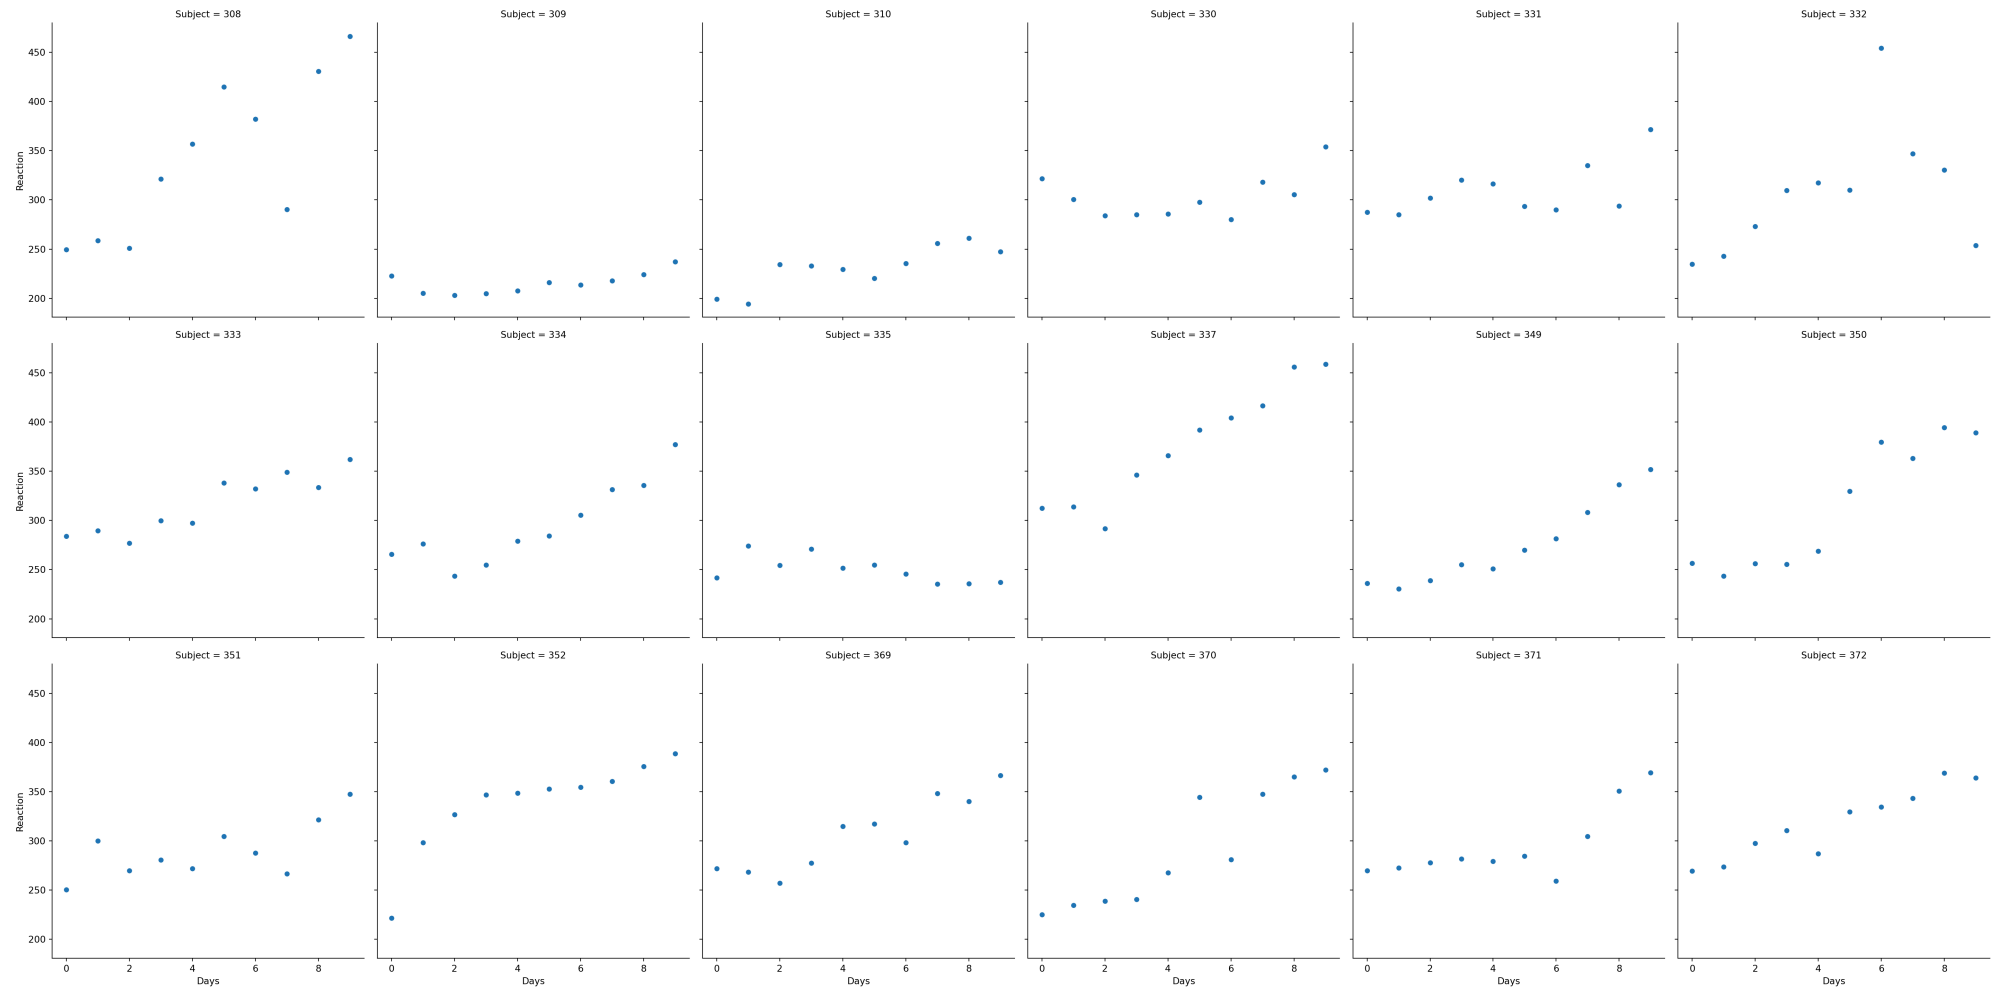 Subject = 308 Subject = 309 Subject = 310 Subject = 330 Subject = 331 Subject = 332
450
400
350
300
250
200
Reaction
Subject = 333 Subject = 334 Subject = 335 Subject = 337 Subject = 349 Subject = 350
450
400
350
300
250
200
Reaction
Subject = 351 Subject = 352 Subject = 369 Subject = 370 Subject = 371 Subject = 372
450
400
350
300
250
200
Reaction
0 2 4 6 8 0 2 4 6 8 0 2 4 6 8 0 2 4 6 8 0 2 4 6 8 0 2 4 6 8
Days Days Days Days Days Days